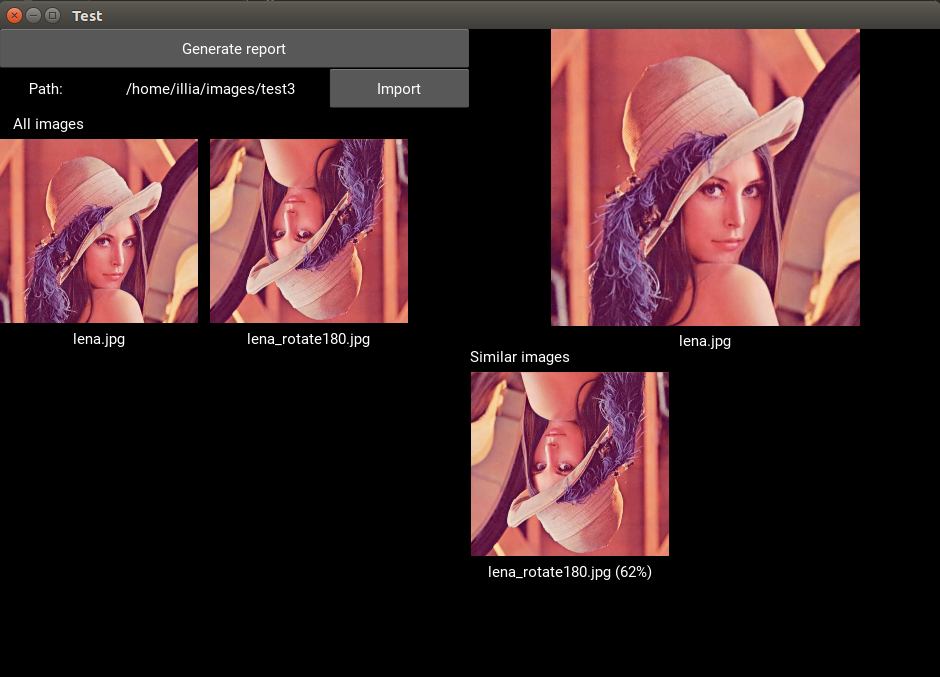 Test
Generate report
Path: /home/illia/images/test3 Import
All images
lena.jpg lena_rotate180.jpg
lena.jpg
Similar images
lena_rotate180.jpg (62%)